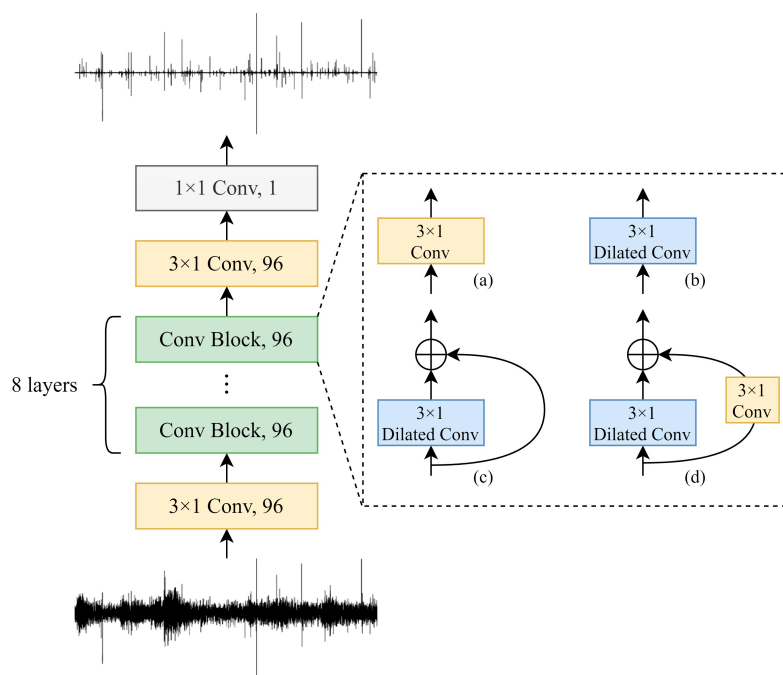 1×1 Conv, 1
3×1 Conv, 96
Conv Block, 96
8 layers
Conv Block, 96
3×1 Conv, 96
3×1
Conv
(a)
3×1
Dilated Conv
(b)
3×1
Dilated Conv
(c)
3×1
Dilated Conv
3×1
Conv
(d)